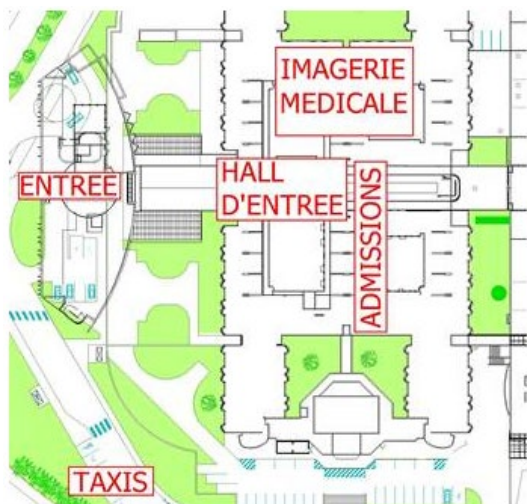 IMAGERIE
MEDICALE
ENTREE
HALL
D'ENTREE
ADMISSIONS
TAXIS